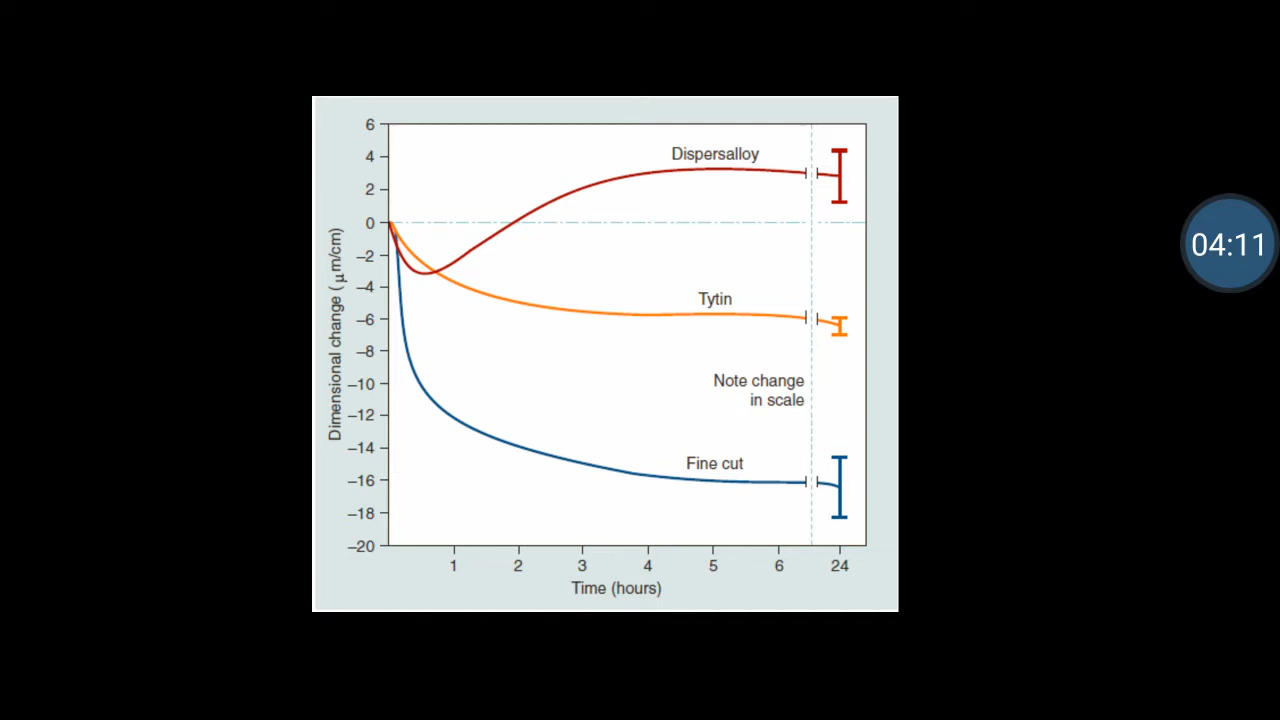 6
4
2
0
–2
–4
–6
–8
–10
–12
–14
–16
–18
–20
Dimensional change (μm/cm)
Dispersalloy
Tytin
Note change
in scale
Fine cut
1 2 3 4 5 6 24
Time (hours)
04:11